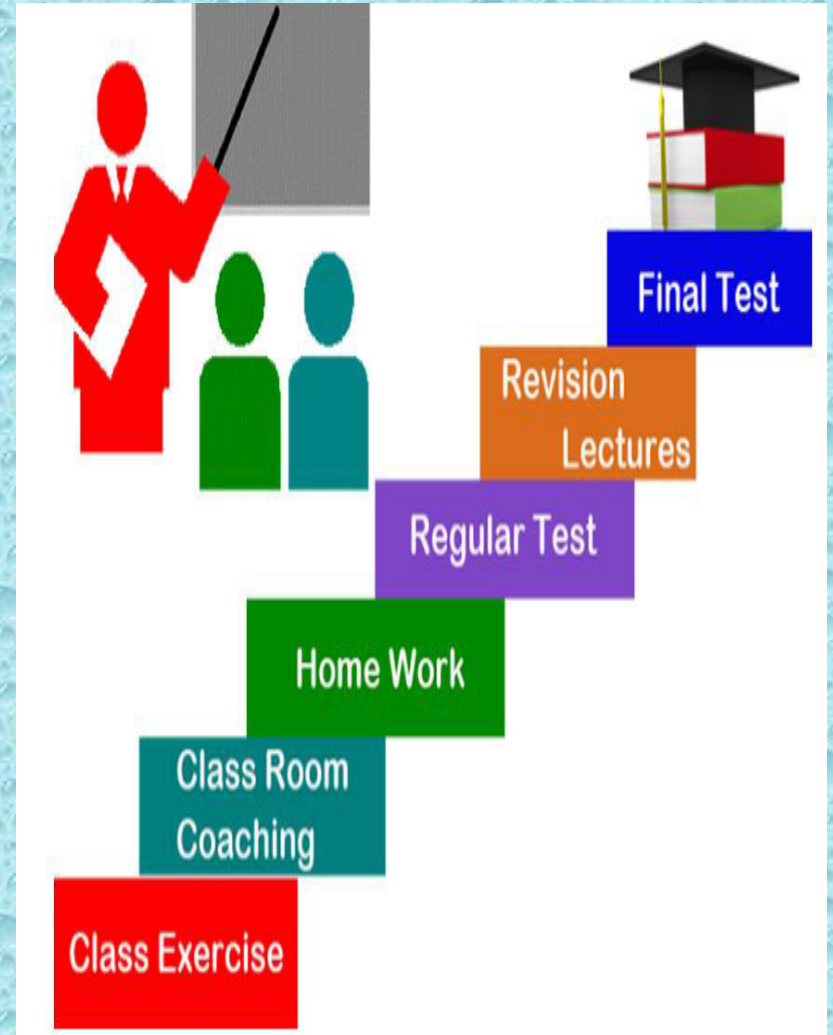 Final Test
Revision
Lectures
Regular Test
Home Work
Class Room
Coaching
Class Exercise